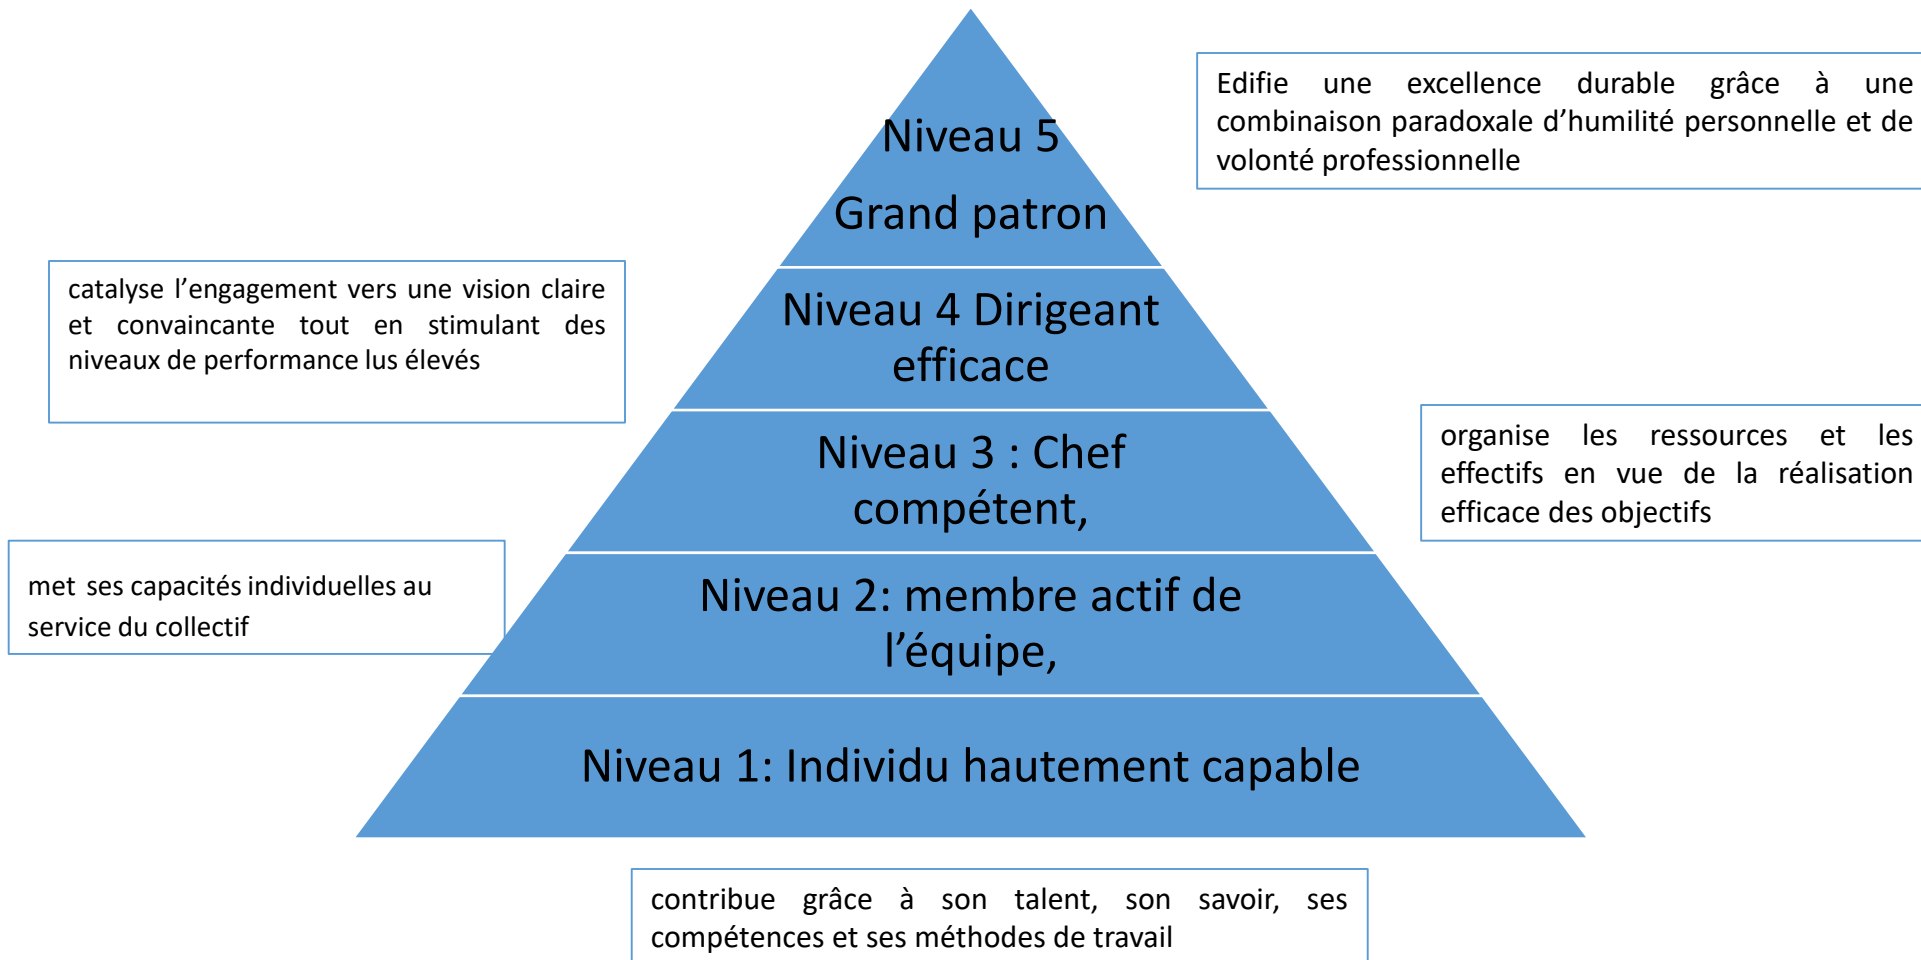 Niveau 5
Grand patron
Edifie une excellence durable grâce à une
combinaison paradoxale d’humilité personnelle et de
volonté professionnelle
Niveau 4 Dirigeant
efficace
catalyse l’engagement vers une vision claire
et convaincante tout en stimulant des
niveaux de performance lus élevés
Niveau 3 : Chef
compétent,
organise les ressources et les
effectifs en vue de la réalisation
efficace des objectifs
Niveau 2: membre actif de
l’équipe,
met ses capacités individuelles au
service du collectif
Niveau 1: Individu hautement capable
contribue grâce à son talent, son savoir, ses
compétences et ses méthodes de travail